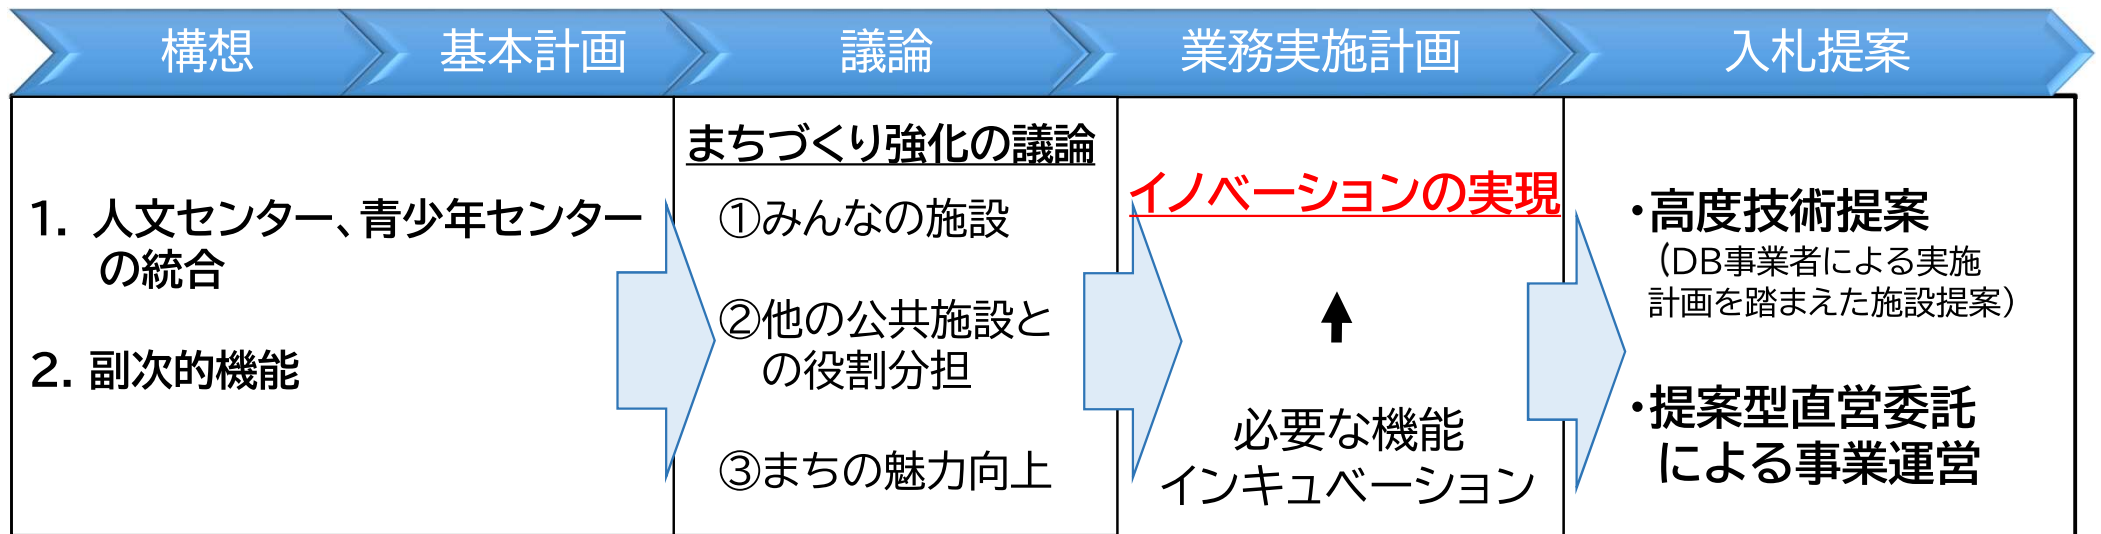 構想
基本計画
議論
業務実施計画
入札提案
1. 人文センター、青少年センター
の統合
2. 副次的機能
まちづくり強化の議論
①みんなの施設
②他の公共施設と
の役割分担
③まちの魅力向上
イノベーションの実現
必要な機能
インキュベーション
・高度技術提案
（DB事業者による実施
計画を踏まえた施設提案）
・提案型直営委託
による事業運営